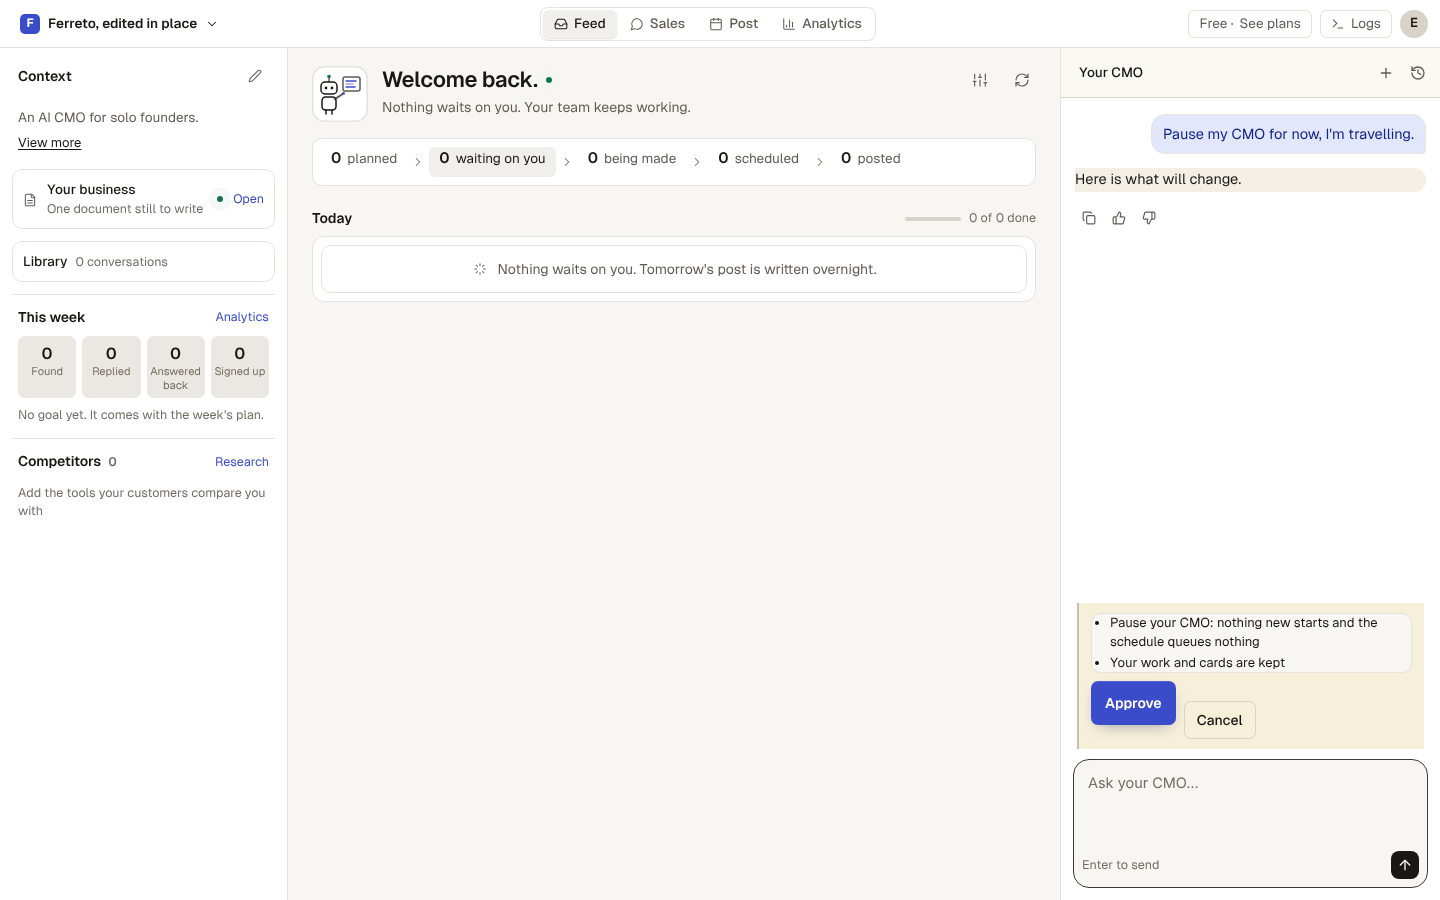 F Ferreto, edited in place
Feed
Sales
Post
Analytics
Free · See plans
Logs
E
Context
An AI CMO for solo founders.
View more
Your business
One document still to write
Open
Library 0 conversations
This week
Analytics
0 Found
0 Replied
0 Answered back
0 Signed up
No goal yet. It comes with the week's plan.
Competitors 0
Research
Add the tools your customers compare you
with
Welcome back.
Nothing waits on you. Your team keeps working.
0 planned
0 waiting on you
0 being made
0 scheduled
0 posted
Today
0 of 0 done
Nothing waits on you. Tomorrow's post is written overnight.
Your CMO
Pause my CMO for now, I'm travelling.
Here is what will change.
• Pause your CMO: nothing new starts and the
schedule queues nothing
• Your work and cards are kept
Approve
Cancel
Ask your CMO...
Enter to send